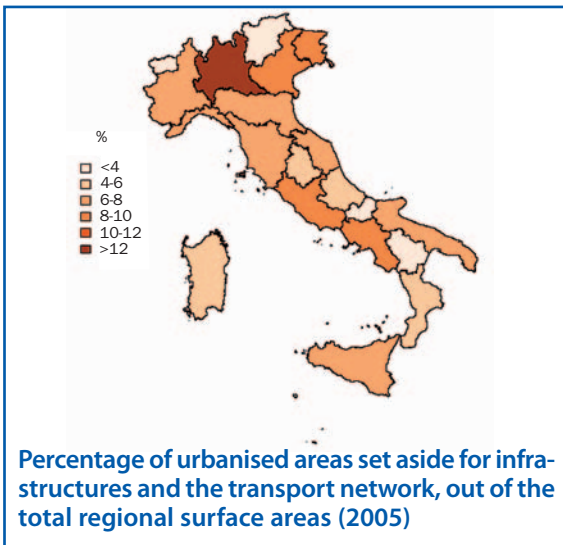 %
<4
4-6
6-8
8-10
10-12
>12
Percentage of urbanised areas set aside for infra-
structures and the transport network, out of the
total regional surface areas (2005)